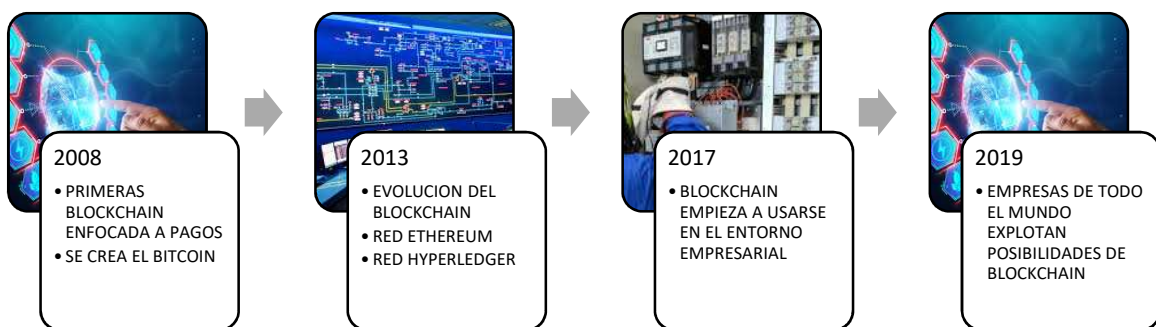 2008
• PRIMERAS
BLOCKCHAIN
ENFOCADA A PAGOS
• SE CREA EL BITCOIN
2013
• EVOLUCION DEL
BLOCKCHAIN
• RED ETHEREUM
• RED HYPERLEDGER
2017
• BLOCKCHAIN
EMPIEZA A USARSE
EN EL ENTORNO
EMPRESARIAL
2019
• EMPRESAS DE TODO
EL MUNDO
EXPLOTAN
POSIBILIDADES DE
BLOCKCHAIN